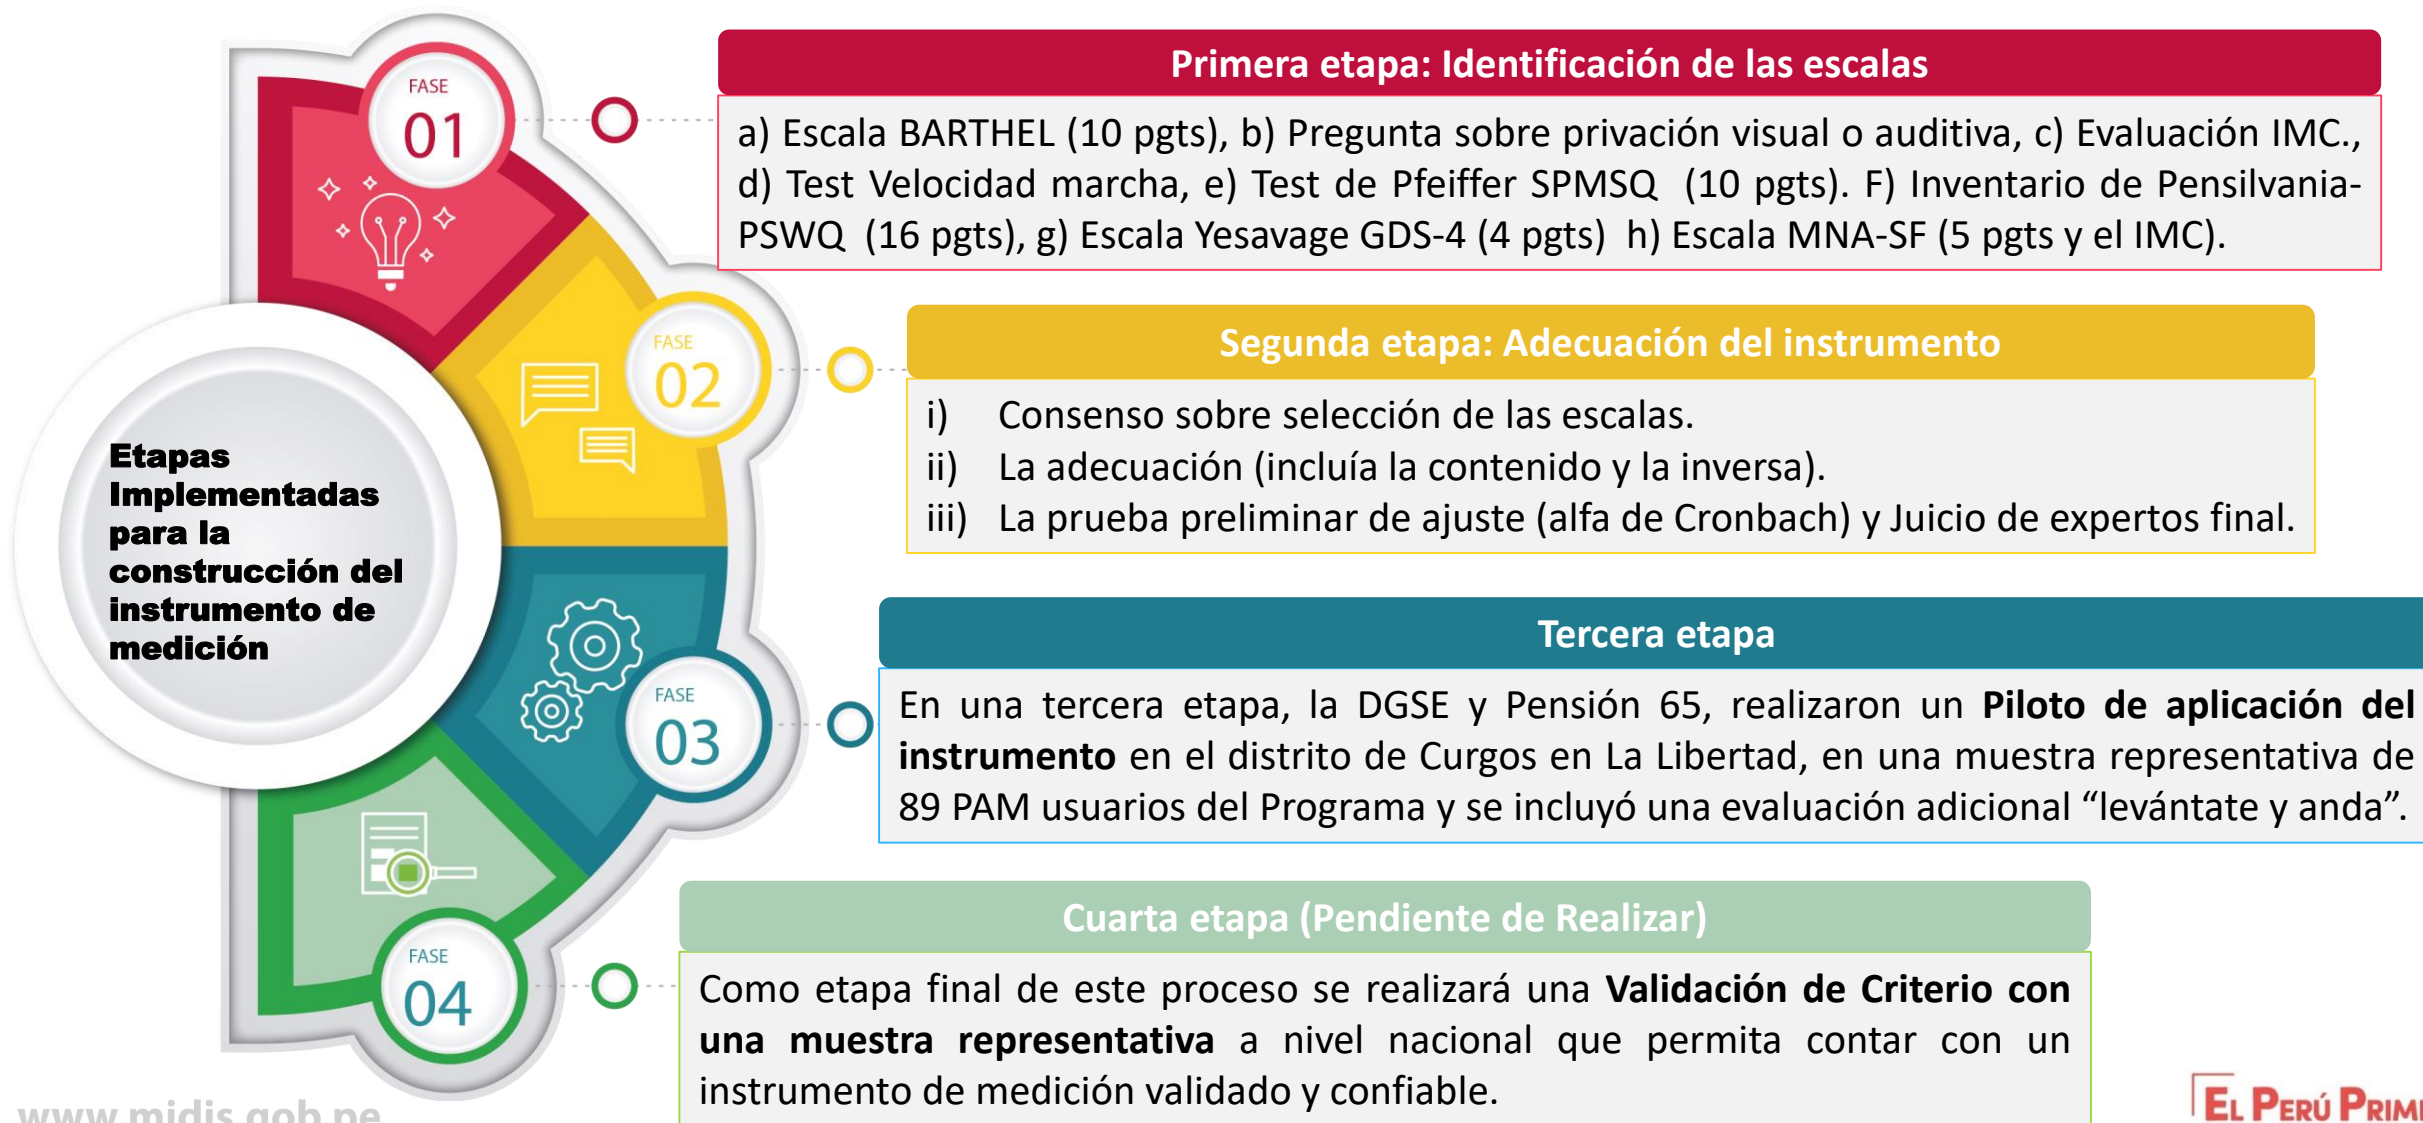 FASE
01
Primera etapa: Identificación de las escalas
a) Escala BARTHEL (10 pgts), b) Pregunta sobre privación visual o auditiva, c) Evaluación IMC.,
d) Test Velocidad marcha, e) Test de Pfeiffer SPMSQ (10 pgts). F) Inventario de Pensilvania-
PSWQ (16 pgts), g) Escala Yesavage GDS-4 (4 pgts) h) Escala MNA-SF (5 pgts y el IMC).
FASE
02
Segunda etapa: Adecuación del instrumento
i) Consenso sobre selección de las escalas.
ii) La adecuación (incluía la contenido y la inversa).
iii) La prueba preliminar de ajuste (alfa de Cronbach) y Juicio de expertos final.
Etapas
Implementadas
para la
construcción del
instrumento de
medición
FASE
03
Tercera etapa
En una tercera etapa, la DGSE y Pensión 65, realizaron un Piloto de aplicación del
instrumento en el distrito de Curgos en La Libertad, en una muestra representativa de
89 PAM usuarios del Programa y se incluyó una evaluación adicional “levántate y anda”.
FASE
04
Cuarta etapa (Pendiente de Realizar)
Como etapa final de este proceso se realizará una Validación de Criterio con
una muestra representativa a nivel nacional que permita contar con un
instrumento de medición validado y confiable.
www.midis.gob.pe
EL PERÚ